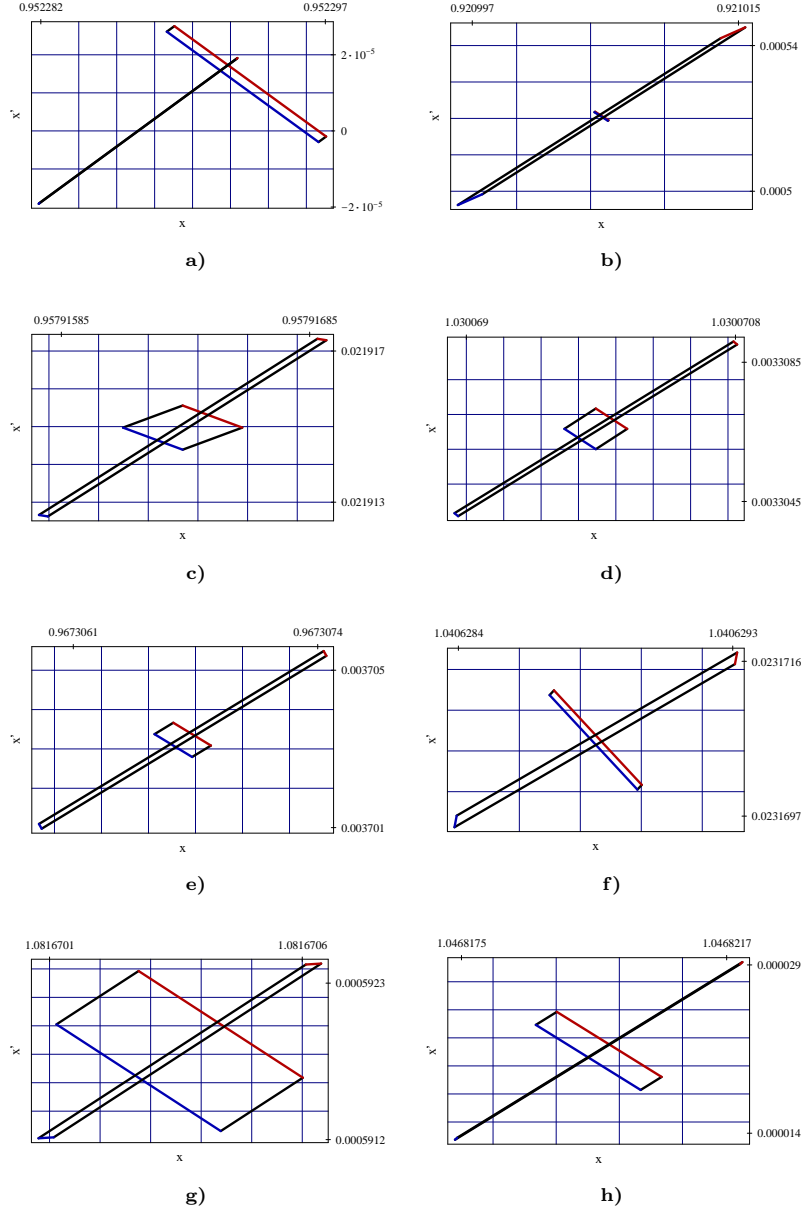 0.952282 0.952297
2·10⁻⁵
x'
0
−2·10⁻⁵
x
a)
0.920997 0.921015
0.00054
x'
0.0005
x
b)
0.95791585 0.95791685
0.021917
x'
0.021913
x
c)
1.030069 1.0300708
0.0033085
x'
0.0033045
x
d)
0.9673061 0.9673074
0.003705
x'
0.003701
x
e)
1.0406284 1.0406293
0.0231716
x'
0.0231697
x
f)
1.0816701 1.0816706
0.0005923
x'
0.0005912
x
g)
1.0468175 1.0468217
0.000029
x'
0.000014
x
h)